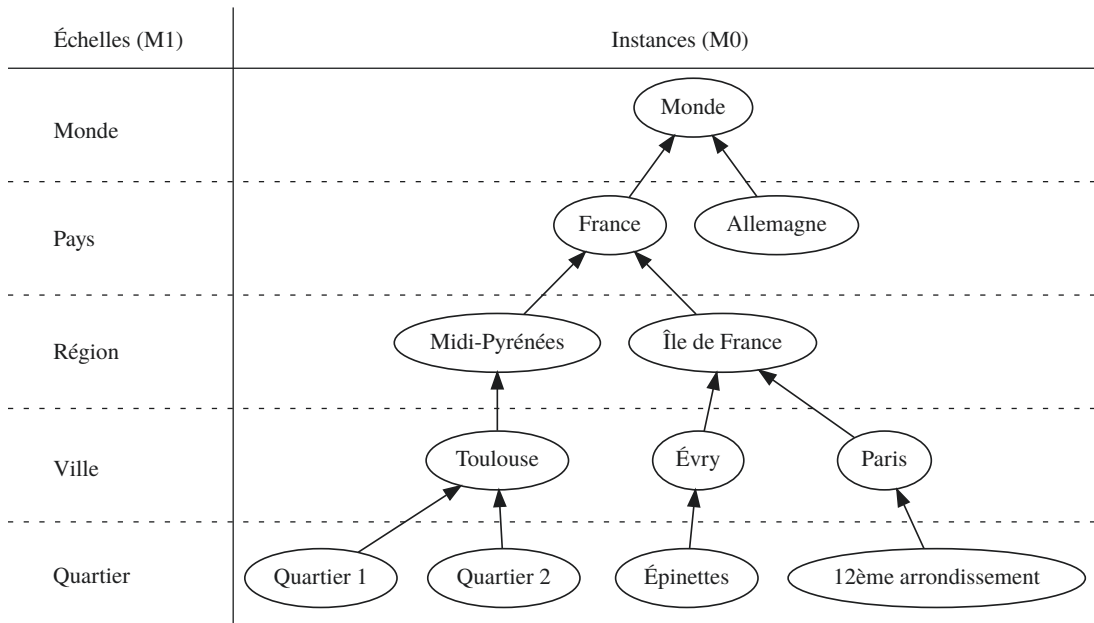 Échelles (M1)
Instances (M0)
Monde
Monde
Pays
France
Allemagne
Région
Midi-Pyrénées
Île de France
Ville
Toulouse
Évry
Paris
Quartier
Quartier 1
Quartier 2
Épinettes
12ème arrondissement